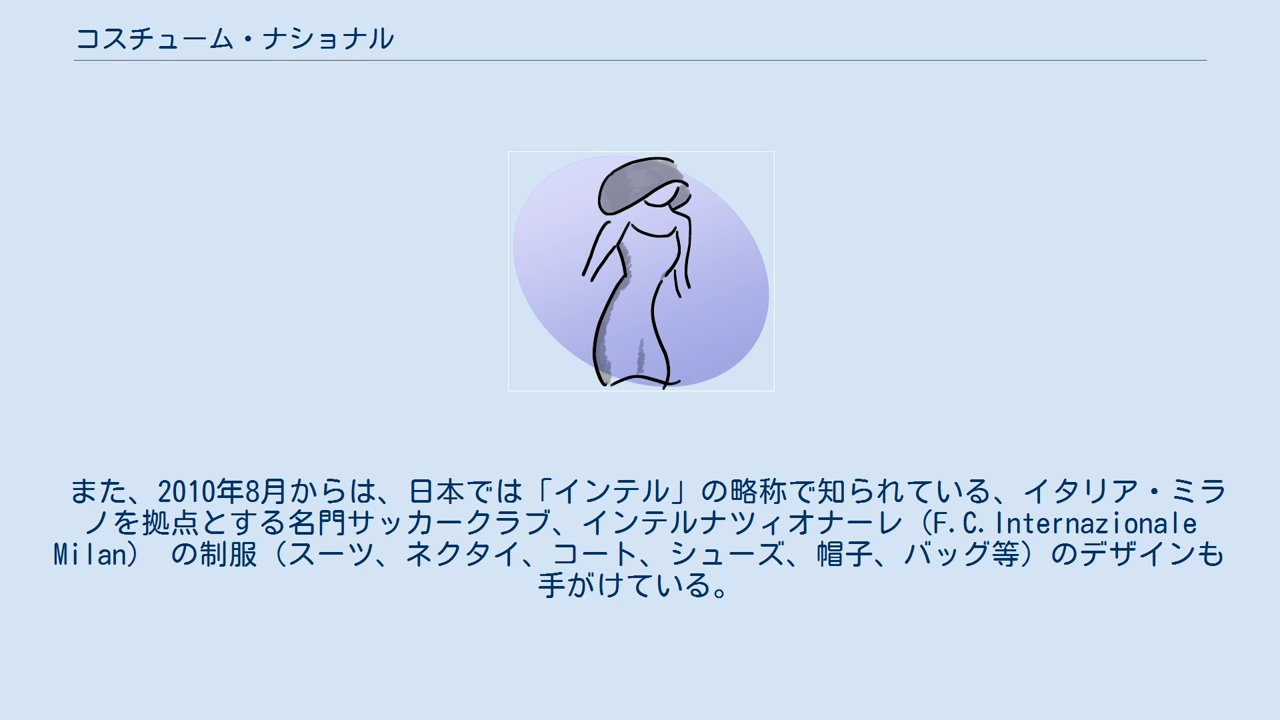 コスチューム・ナショナル
また、2010年8月からは、日本では「インテル」の略称で知られている、イタリア・ミラ
ノを拠点とする名門サッカークラブ、インテルナツィオナーレ（F.C.Internazionale
Milan） の制服（スーツ、ネクタイ、コート、シューズ、帽子、バッグ等）のデザインも
手がけている。